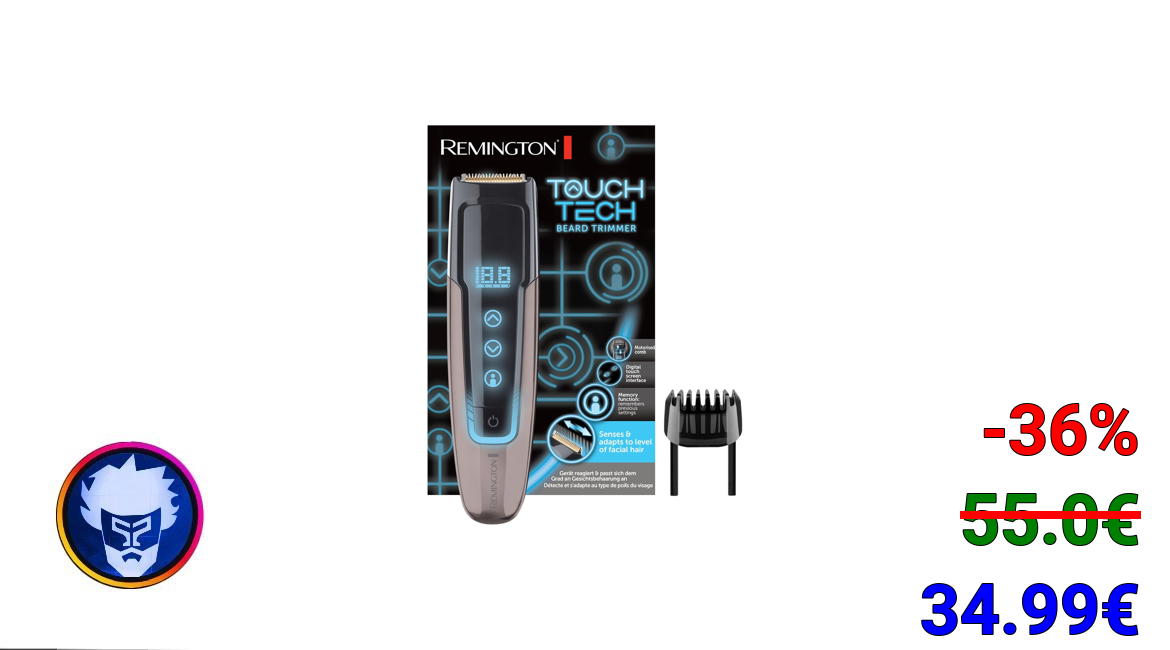 REMINGTON
TOUCH
TECH
BEARD TRIMMER
18.8
Motorised
comb
Digital
touch
screen
interface
Memory
function:
remembers
previous
settings
Senses &
adapts to level
of facial hair
Gerät reagiert & passt sich dem
Grad an Gesichtsbehaarung an
Détecte et s'adapte au type de poils du visage
REMINGTON
-36%
55.0€
34.99€